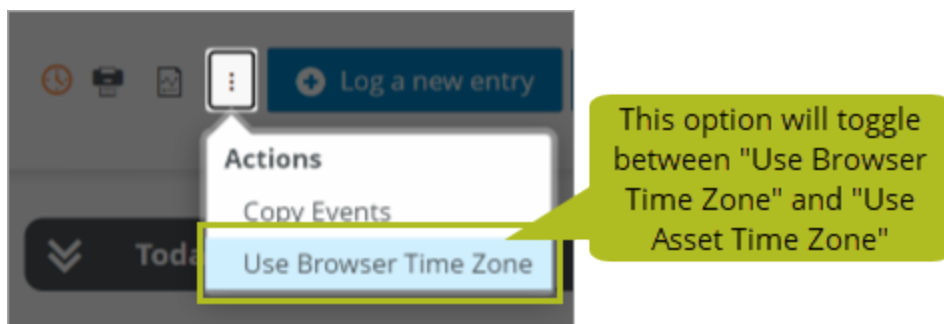 Log a new entry
Actions
Copy Events
Toda
Use Browser Time Zone
This option will toggle
between "Use Browser
Time Zone" and "Use
Asset Time Zone"